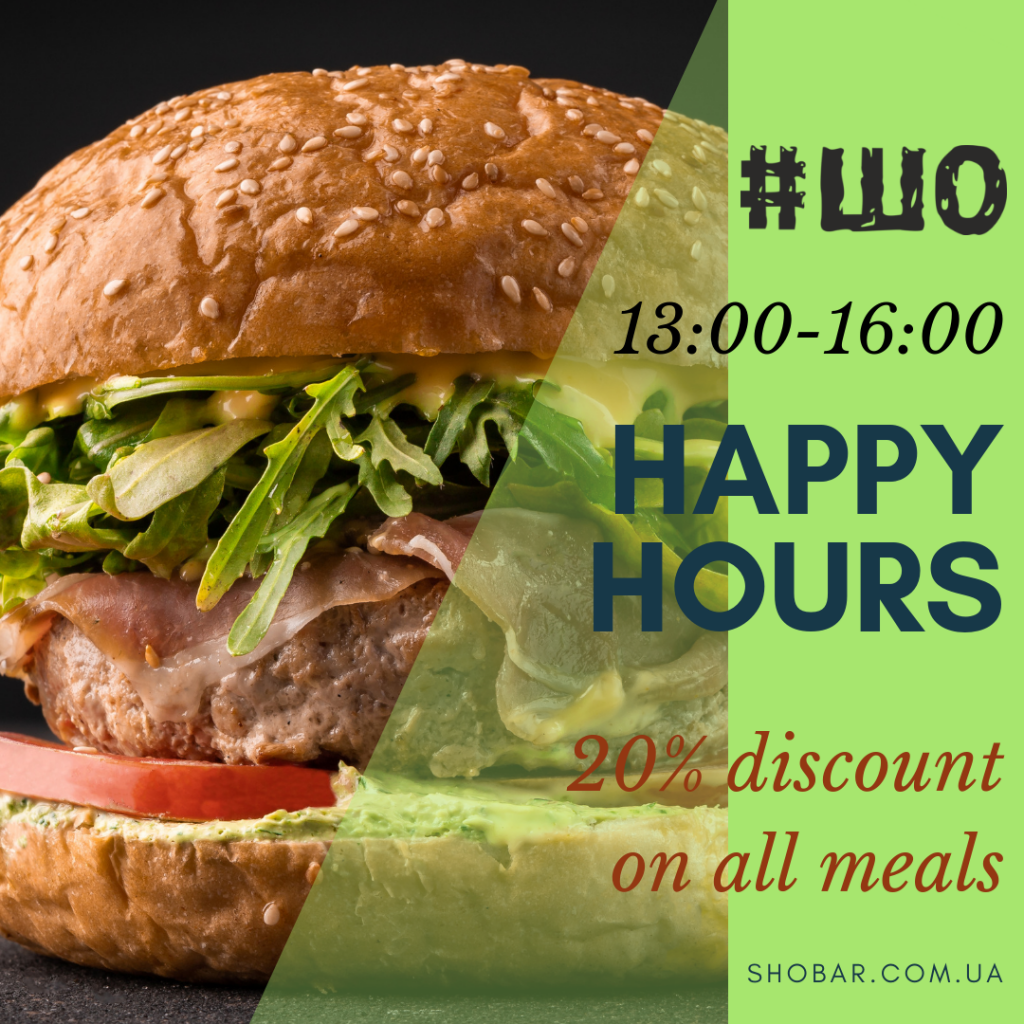 #ШО
13:00-16:00
HAPPY
HOURS
20% discount
on all meals
SHOBAR.COM.UA